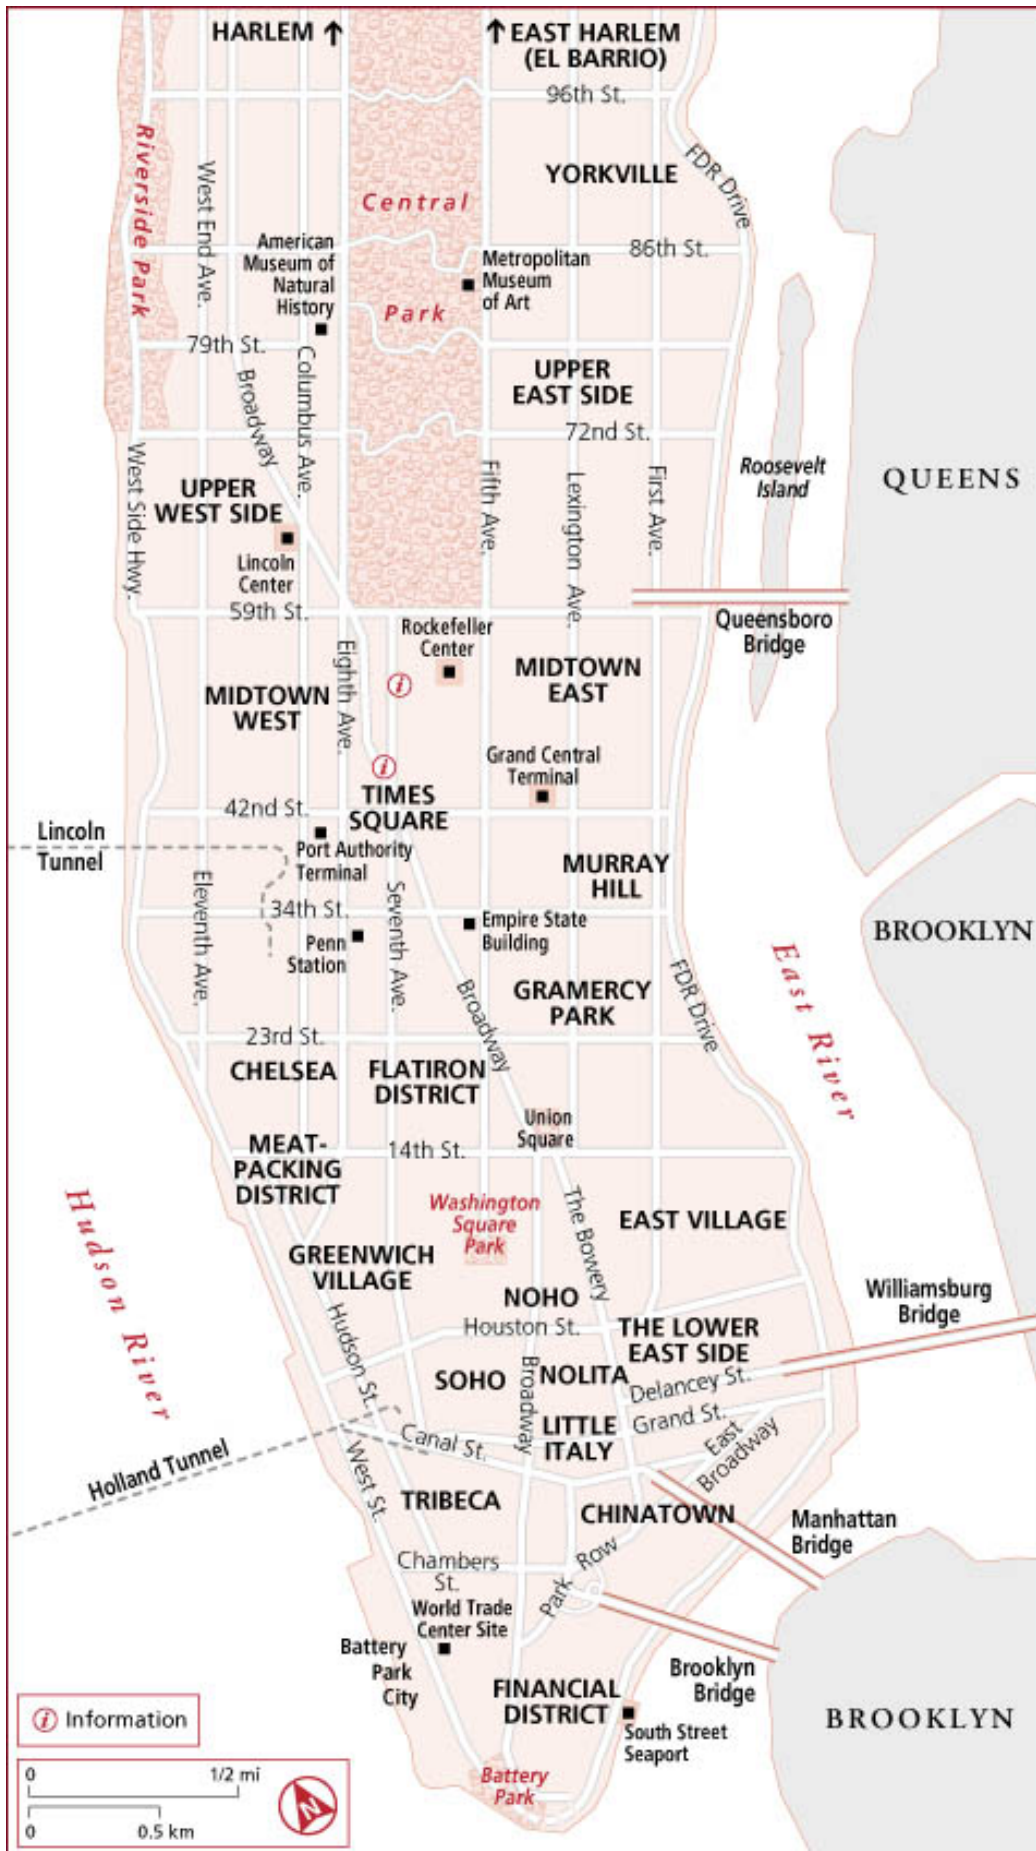 HARLEM ↑
↑ EAST HARLEM
(EL BARRIO)
96th St.
Riverside Park
West End Ave.
Central
Park
YORKVILLE
FDR Drive
86th St.
American
Museum of
Natural
History
Metropolitan
Museum
of Art
79th St.
Broadway
Columbus Ave.
UPPER
EAST SIDE
72nd St.
West Side Hwy.
UPPER
WEST SIDE
Lincoln
Center
Fifth Ave.
Lexington Ave.
First Ave.
Roosevelt
Island
QUEENS
59th St.
Rockefeller
Center
Queensboro
Bridge
Eighth Ave.
i
MIDTOWN
WEST
MIDTOWN
EAST
i
Grand Central
Terminal
TIMES
SQUARE
42nd St.
Lincoln
Tunnel
Port Authority
Terminal
MURRAY
HILL
Eleventh Ave.
34th St.
Seventh Ave.
Empire State
Building
Penn
Station
BROOKLYN
East River
Broadway
GRAMERCY
PARK
FDR Drive
23rd St.
CHELSEA
FLATIRON
DISTRICT
Union
Square
MEAT-
PACKING
DISTRICT
14th St.
Hudson River
Washington
Square
Park
The Bowery
EAST VILLAGE
GREENWICH
VILLAGE
NOHO
Williamsburg
Bridge
Houston St.
THE LOWER
EAST SIDE
Hudson St.
SOHO
Broadway
NOLITA
Delancey St.
Grand St.
LITTLE
ITALY
East
Broadway
Canal St.
Holland Tunnel
West St.
TRIBECA
CHINATOWN
Manhattan
Bridge
Chambers
St.
Park Row
World Trade
Center Site
Battery
Park
City
Brooklyn
Bridge
FINANCIAL
DISTRICT
BROOKLYN
South Street
Seaport
Battery
Park
i Information
0 1/2 mi
0 0.5 km
N